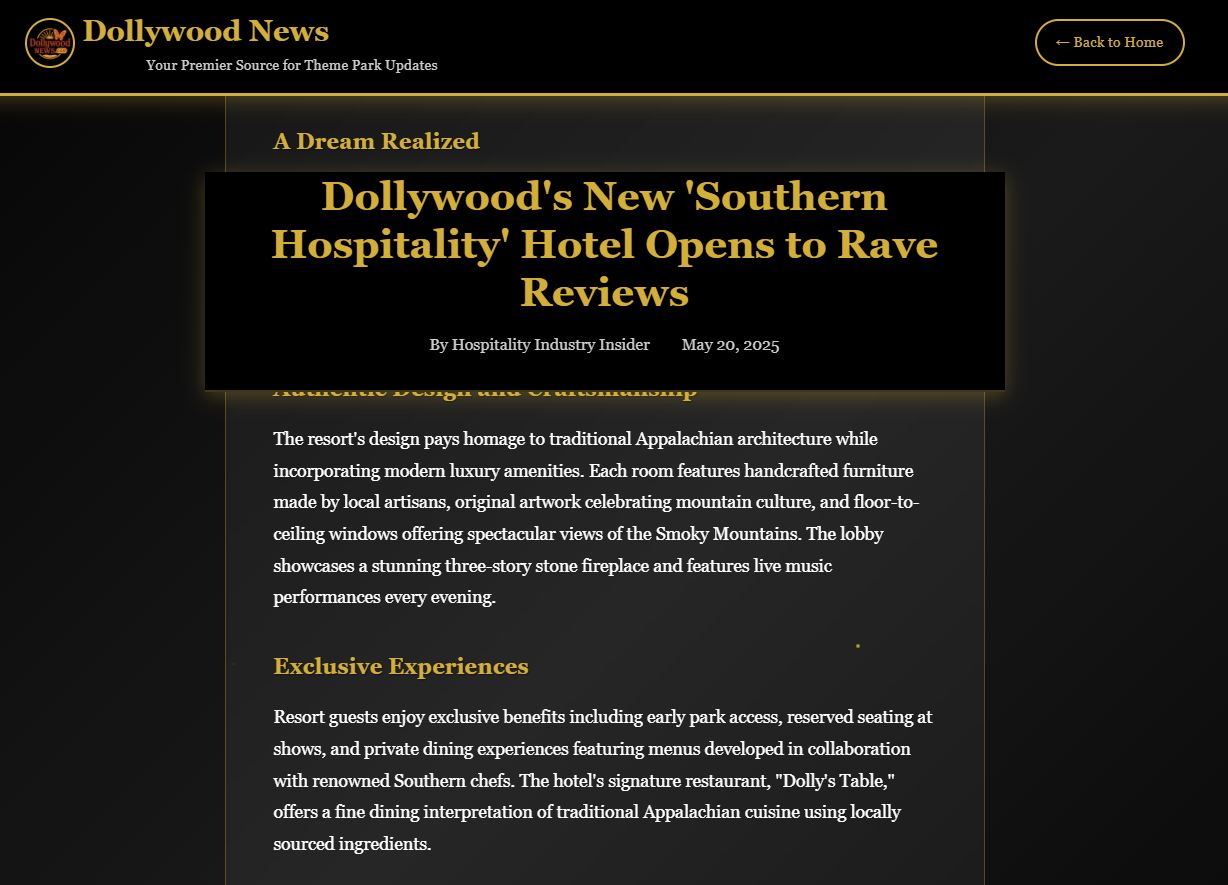 Dollywood News
Your Premier Source for Theme Park Updates
← Back to Home
Dollywood
NEWS
A Dream Realized
Dollywood's New 'Southern
Hospitality' Hotel Opens to Rave
Reviews
By Hospitality Industry Insider May 20, 2025
Authentic Design and Craftsmanship
The resort's design pays homage to traditional Appalachian architecture while
incorporating modern luxury amenities. Each room features handcrafted furniture
made by local artisans, original artwork celebrating mountain culture, and floor-to-
ceiling windows offering spectacular views of the Smoky Mountains. The lobby
showcases a stunning three-story stone fireplace and features live music
performances every evening.
Exclusive Experiences
Resort guests enjoy exclusive benefits including early park access, reserved seating at
shows, and private dining experiences featuring menus developed in collaboration
with renowned Southern chefs. The hotel's signature restaurant, "Dolly's Table,"
offers a fine dining interpretation of traditional Appalachian cuisine using locally
sourced ingredients.